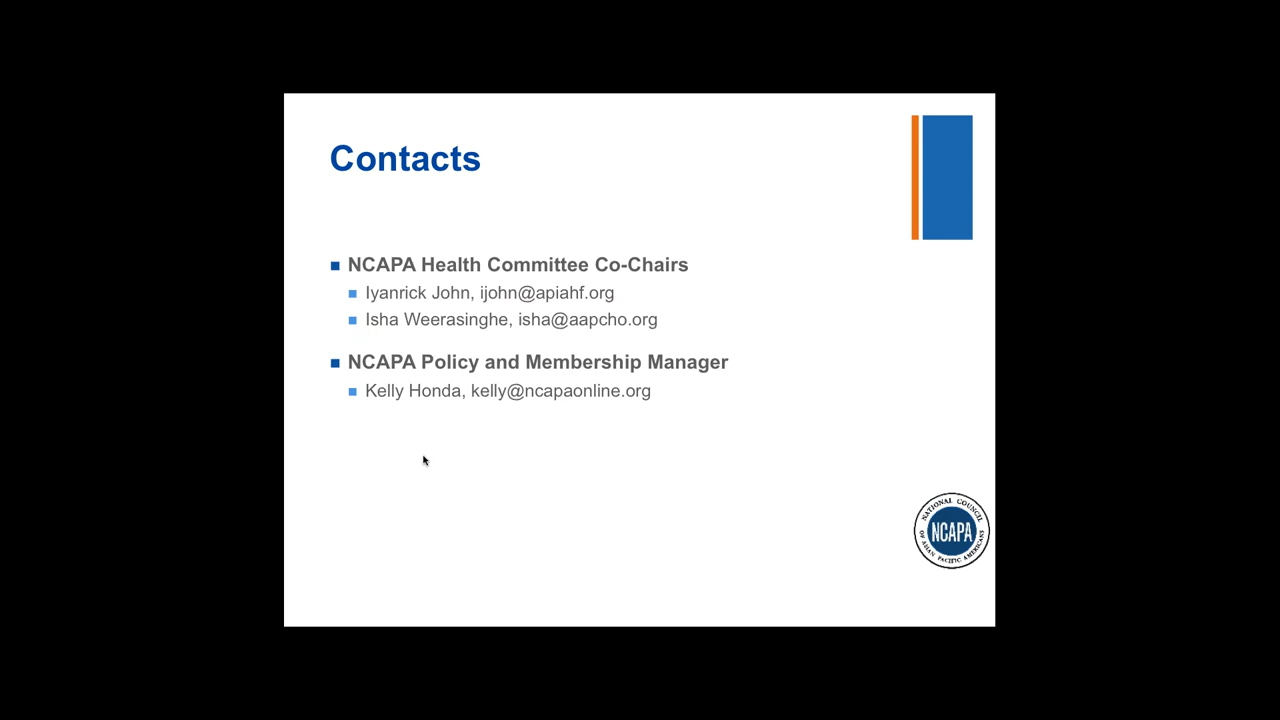 Contacts
NCAPA Health Committee Co-Chairs
Iyanrick John, ijohn@apiahf.org
Isha Weerasinghe, isha@aapcho.org
NCAPA Policy and Membership Manager
Kelly Honda, kelly@ncapaonline.org
NATIONAL COUNCIL
NCAPA
OF ASIAN PACIFIC AMERICANS